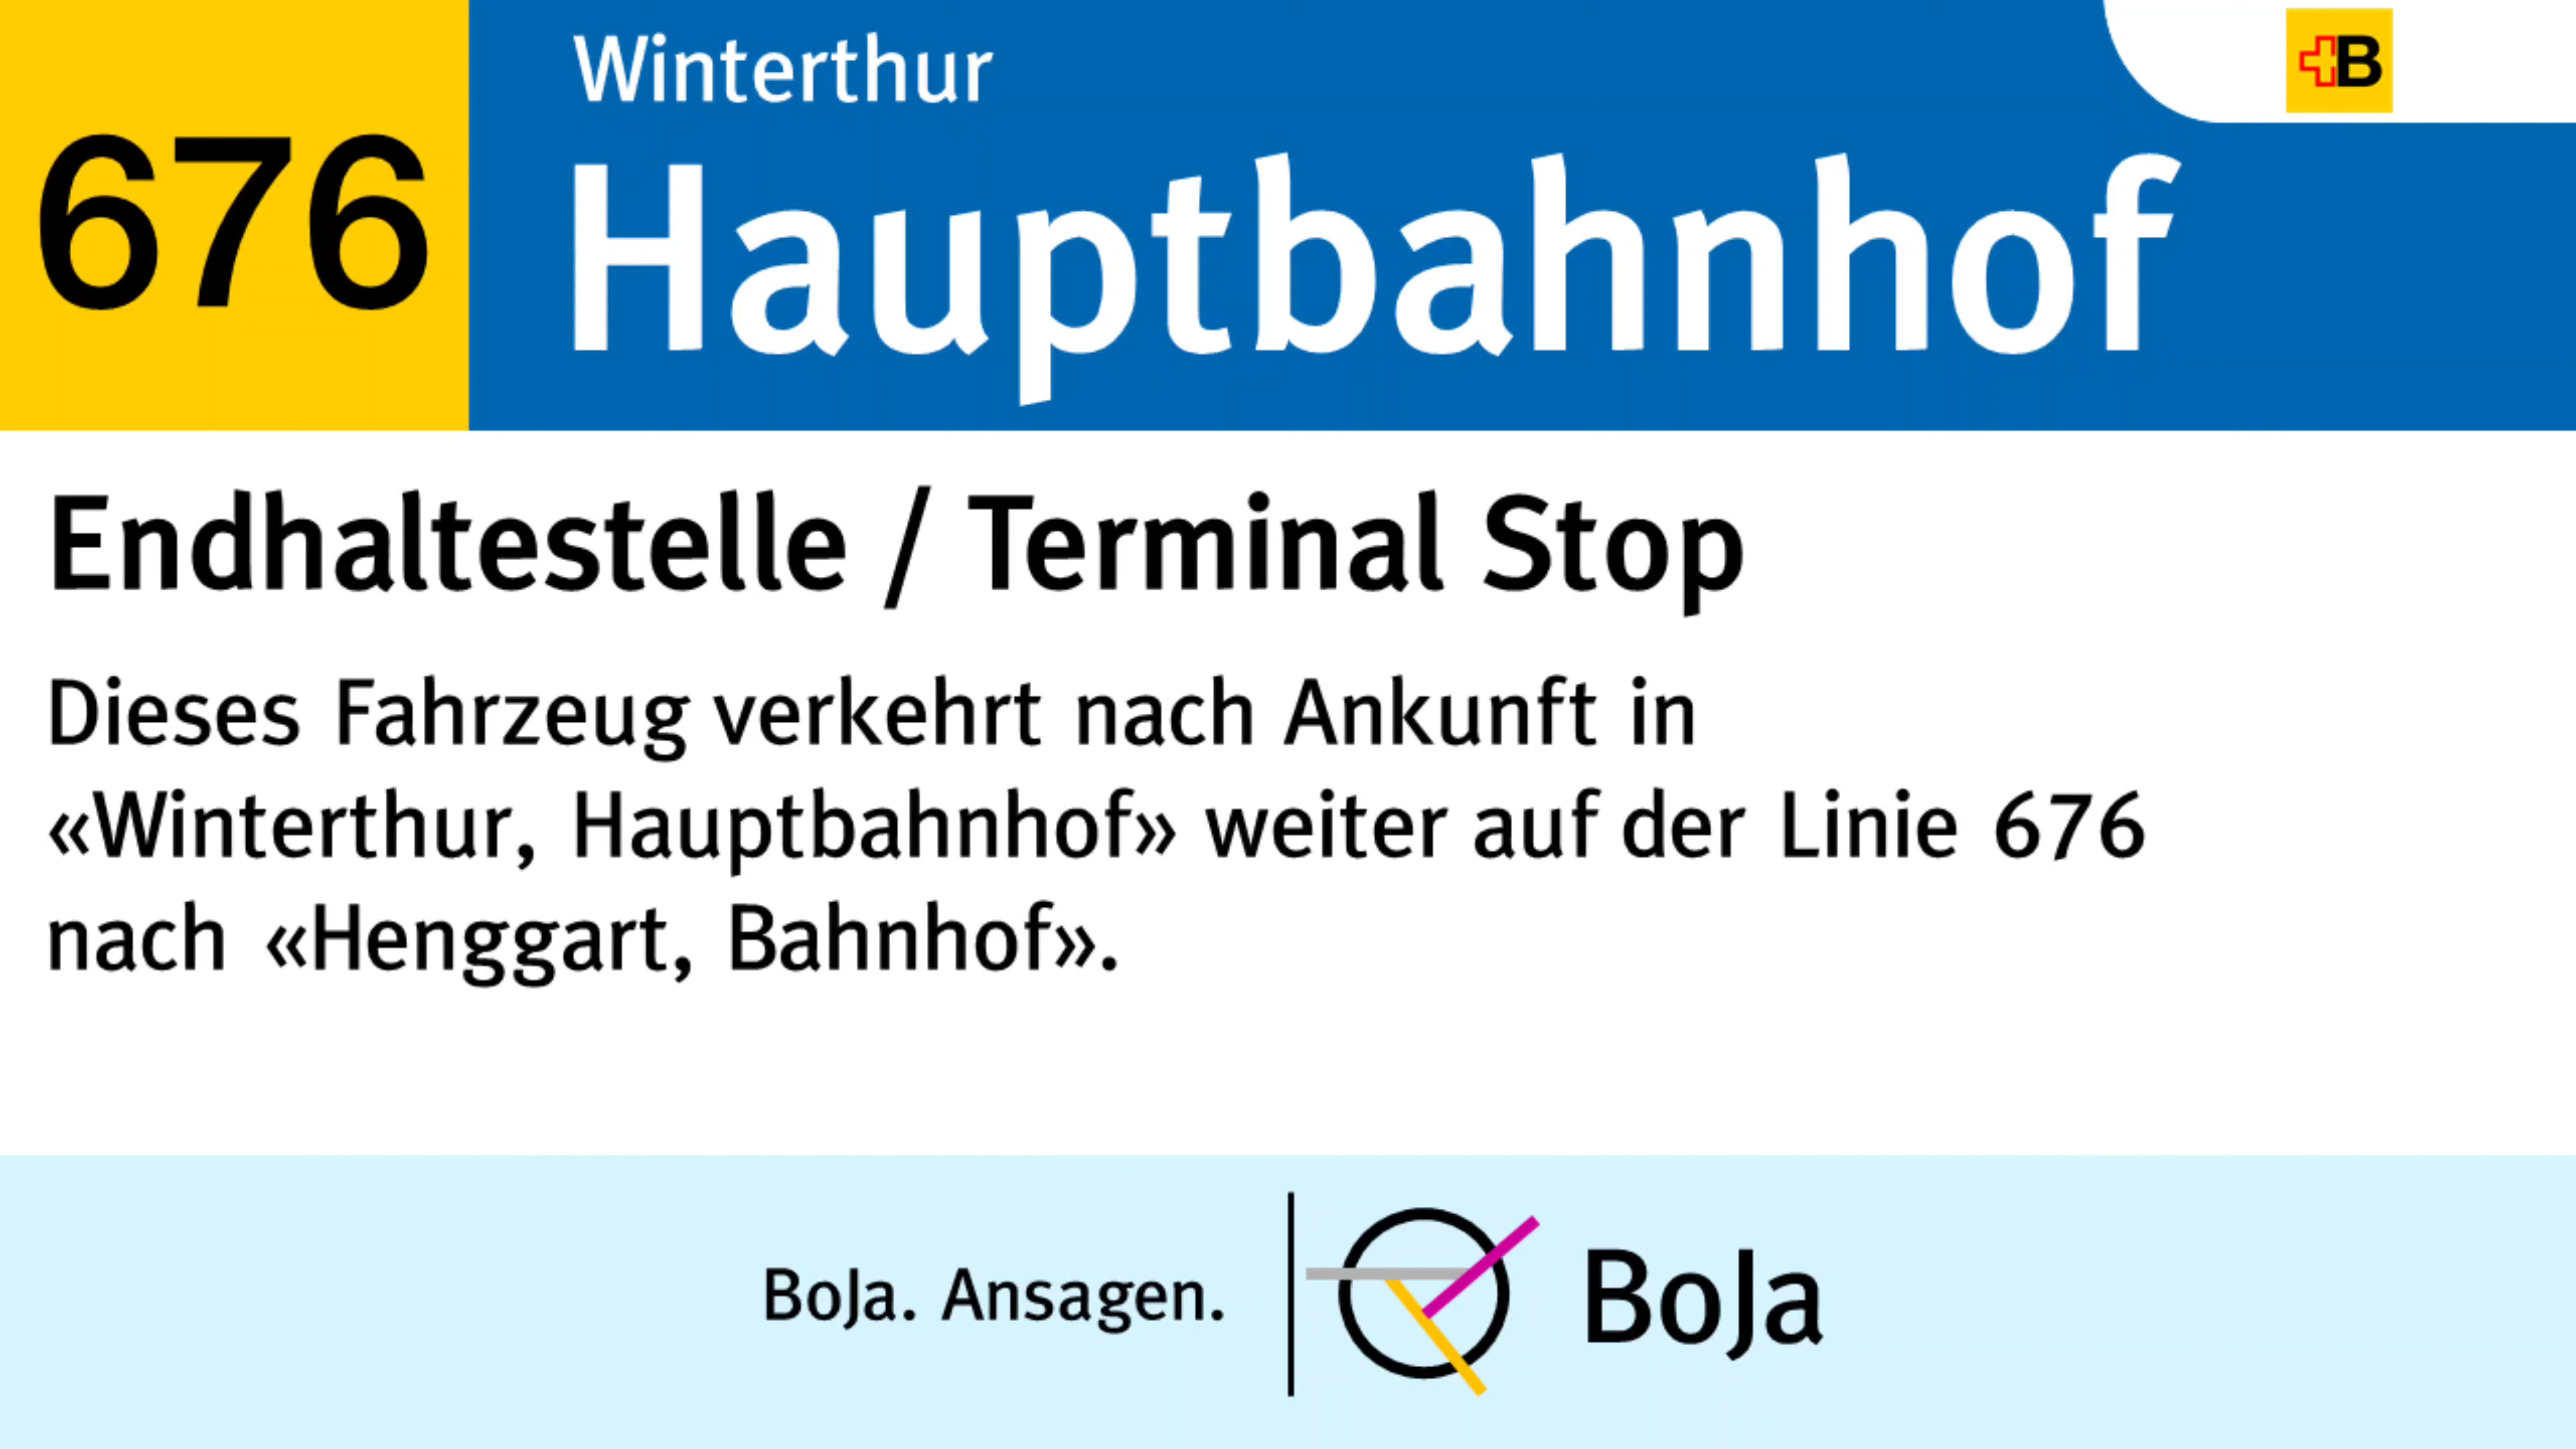 676
Winterthur
Hauptbahnhof
B
Endhaltestelle / Terminal Stop
Dieses Fahrzeug verkehrt nach Ankunft in
«Winterthur, Hauptbahnhof» weiter auf der Linie 676
nach «Henggart, Bahnhof».
BoJa. Ansagen.
BoJa